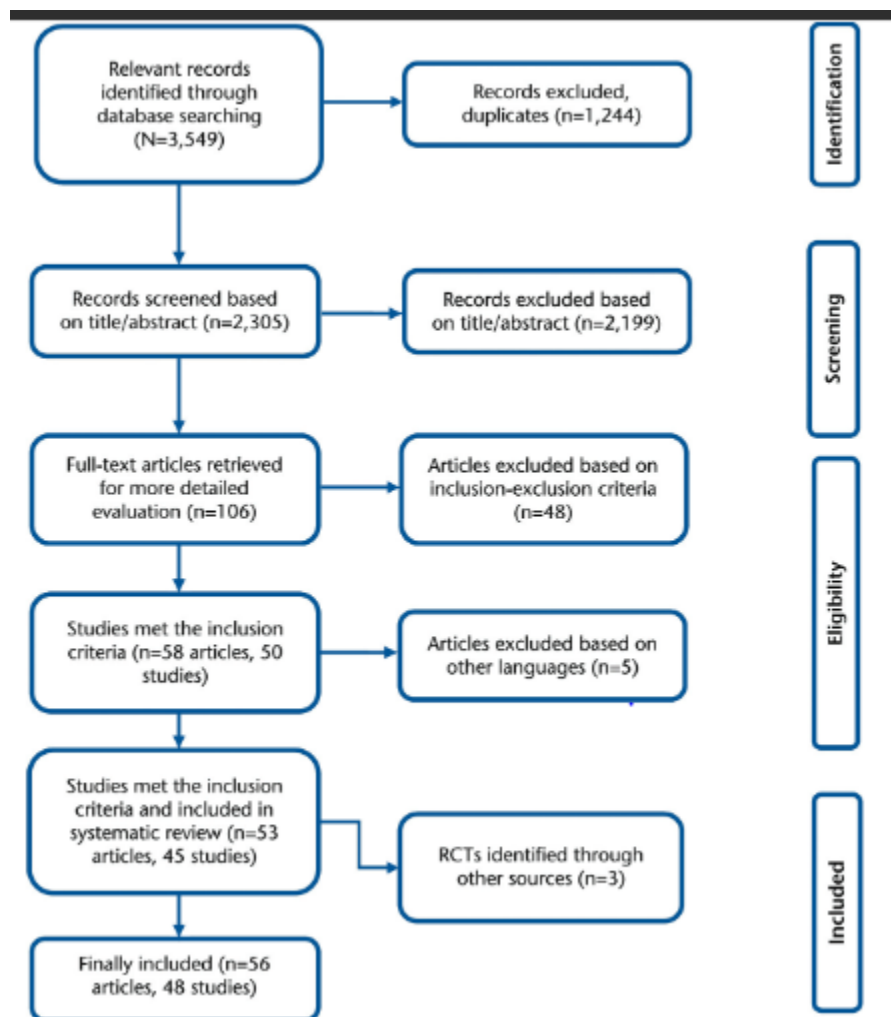 Relevant records
identified through
database searching
(N=3,549)
Records excluded,
duplicates (n=1,244)
Identification
Records screened based
on title/abstract (n=2,305)
Records excluded based
on title/abstract (n=2,199)
Screening
Full-text articles retrieved
for more detailed
evaluation (n=106)
Articles excluded based on
inclusion-exclusion criteria
(n=48)
Eligibility
Studies met the inclusion
criteria (n=58 articles, 50
studies)
Articles excluded based on
other languages (n=5)
Studies met the inclusion
criteria and included in
systematic review (n=53
articles, 45 studies)
RCTs identified through
other sources (n=3)
Included
Finally included (n=56
articles, 48 studies)